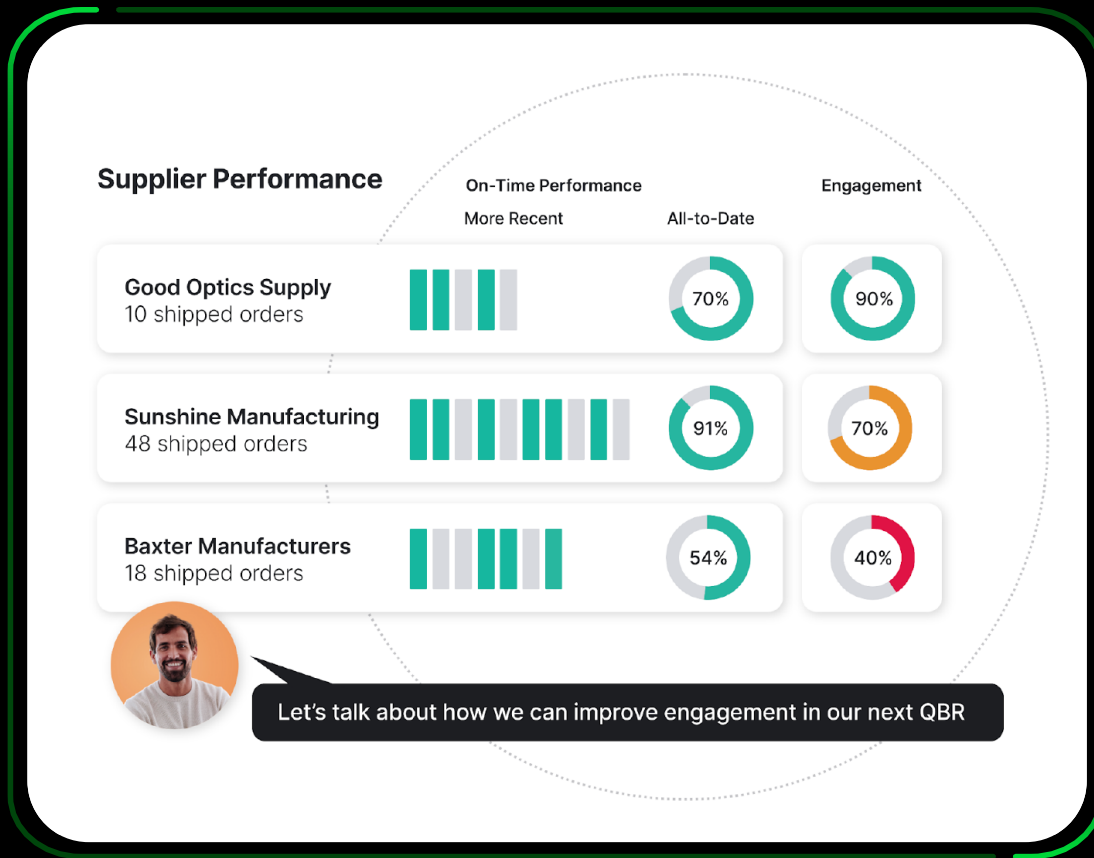 Supplier Performance
On-Time Performance
Engagement
More Recent
All-to-Date
Good Optics Supply
10 shipped orders
70%
90%
Sunshine Manufacturing
48 shipped orders
91%
70%
Baxter Manufacturers
18 shipped orders
54%
40%
Let's talk about how we can improve engagement in our next QBR